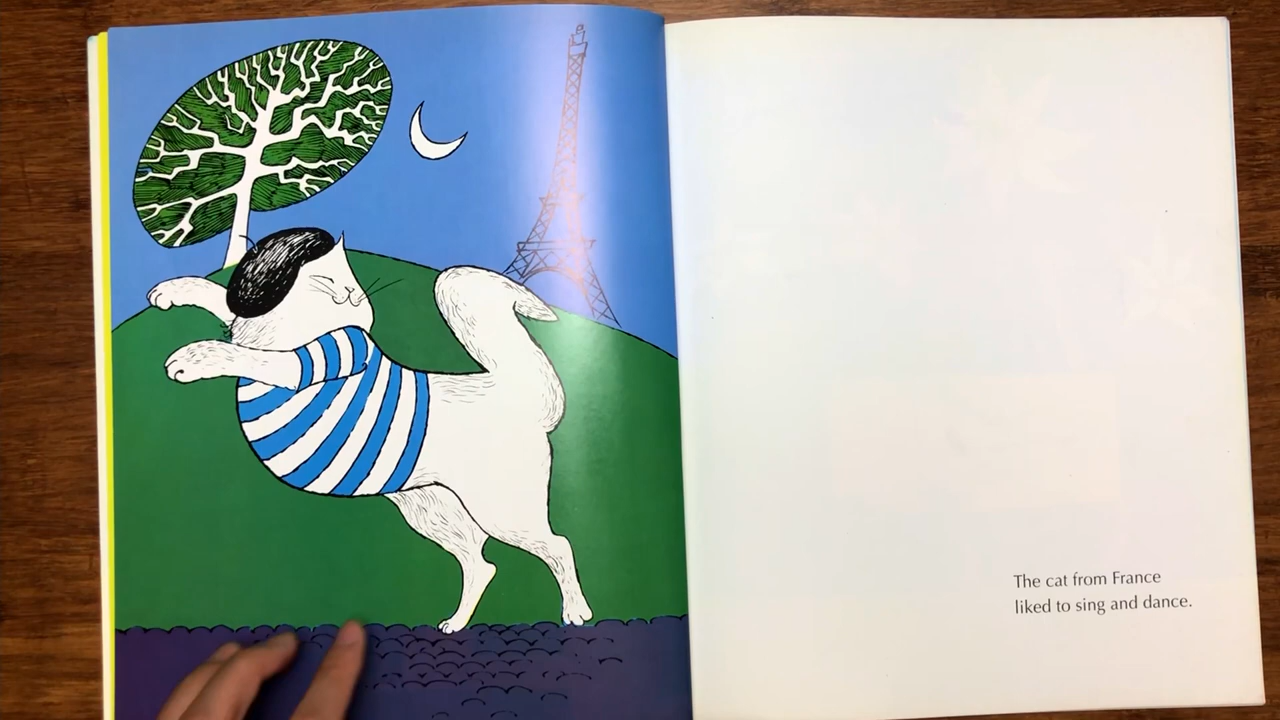 The cat from France
liked to sing and dance.